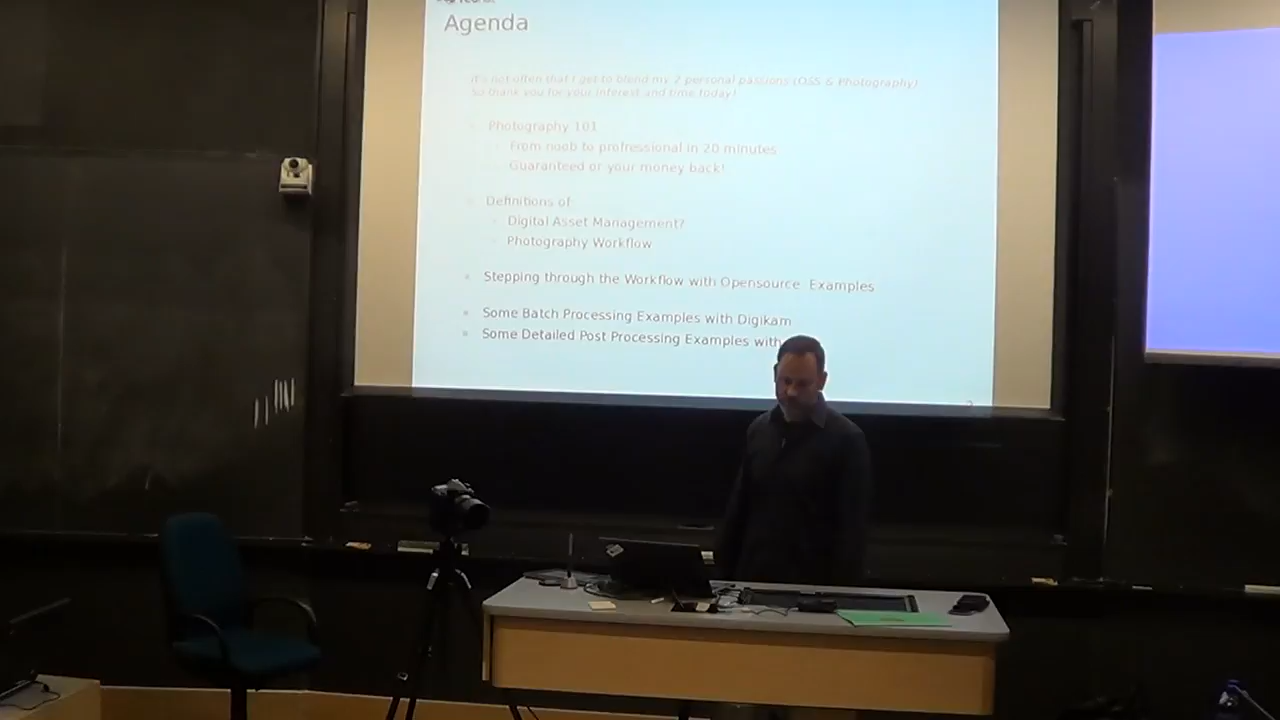 Agenda
It's not often that I get to blend my 2 personal passions (OSS & Photography)
So thank you for your interest and time today!
Photography 101
From noob to professional in 20 minutes
Guaranteed or your money back!
Definitions of
Digital Asset Management?
Photography Workflow
Stepping through the Workflow with Opensource Examples
Some Batch Processing Examples with Digikam
Some Detailed Post Processing Examples with